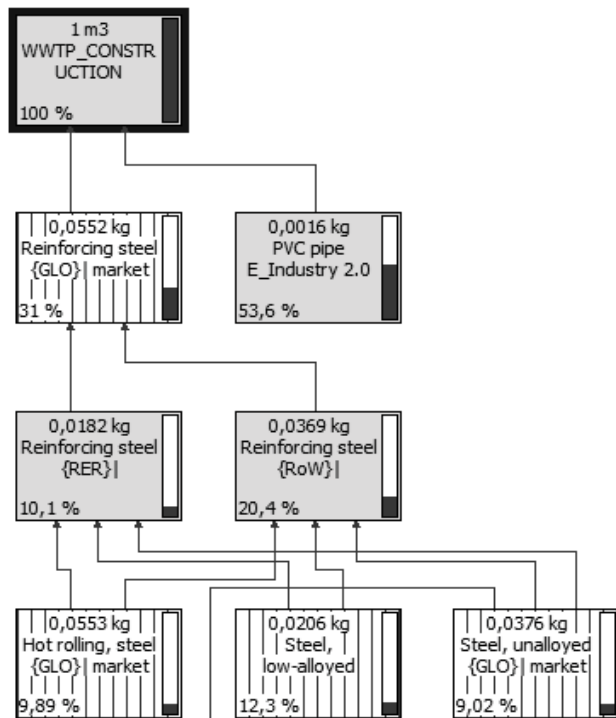 1 m3
WWTP_CONSTR
UCTION
100 %
0,0552 kg
Reinforcing steel
{GLO}| market
31 %
0,0016 kg
PVC pipe
E_Industry 2.0
53,6 %
0,0182 kg
Reinforcing steel
{RER}|
10,1 %
0,0369 kg
Reinforcing steel
{RoW}|
20,4 %
0,0553 kg
Hot rolling, steel
{GLO}| market
9,89 %
0,0206 kg
Steel,
low-alloyed
12,3 %
0,0376 kg
Steel, unalloyed
{GLO}| market
9,02 %